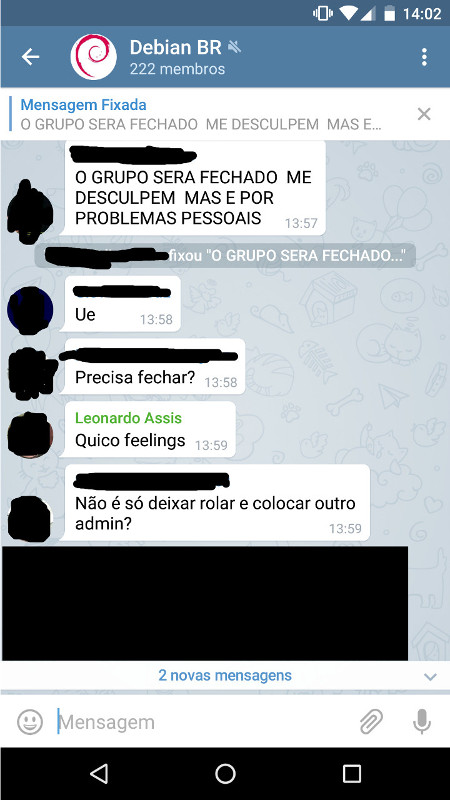 14:02
Debian BR
222 membros
Mensagem Fixada
O GRUPO SERA FECHADO ME DESCULPEM MAS E...
O GRUPO SERA FECHADO ME
DESCULPEM MAS E POR
PROBLEMAS PESSOAIS 13:57
fixou "O GRUPO SERA FECHADO..."
Ue 13:58
Precisa fechar? 13:58
Leonardo Assis
Quico feelings 13:59
Não é só deixar rolar e colocar outro
admin? 13:59
2 novas mensagens
Mensagem